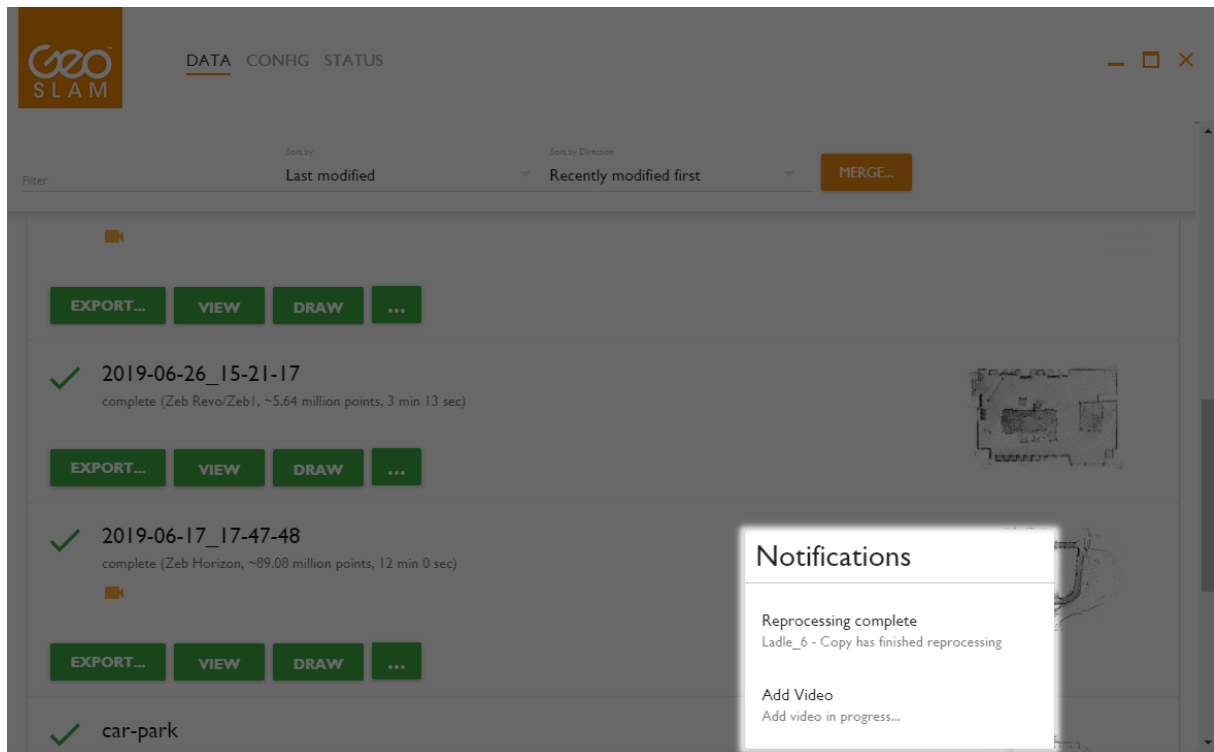 GEO
SLAM
DATA CONFIG STATUS
Sort by
Sort by Direction
Filter
Last modified
Recently modified first
MERGE...
EXPORT...
VIEW
DRAW
...
2019-06-26_15-21-17
complete (Zeb Revo/Zeb1, ~5.64 million points, 3 min 13 sec)
EXPORT...
VIEW
DRAW
...
2019-06-17_17-47-48
complete (Zeb Horizon, ~89.08 million points, 12 min 0 sec)
EXPORT...
VIEW
DRAW
...
car-park
Notifications
Reprocessing complete
Ladle_6 - Copy has finished reprocessing
Add Video
Add video in progress...